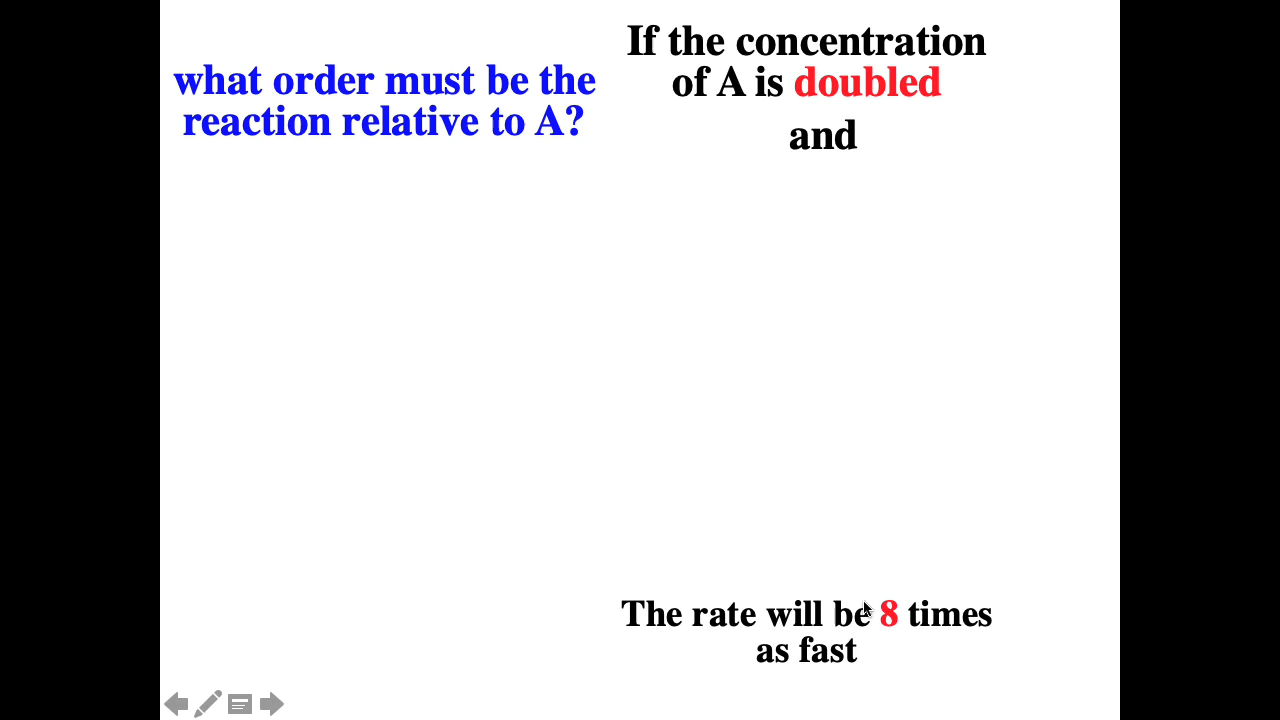 what order must be the
reaction relative to A?
If the concentration
of A is doubled
and
The rate will be 8 times
as fast